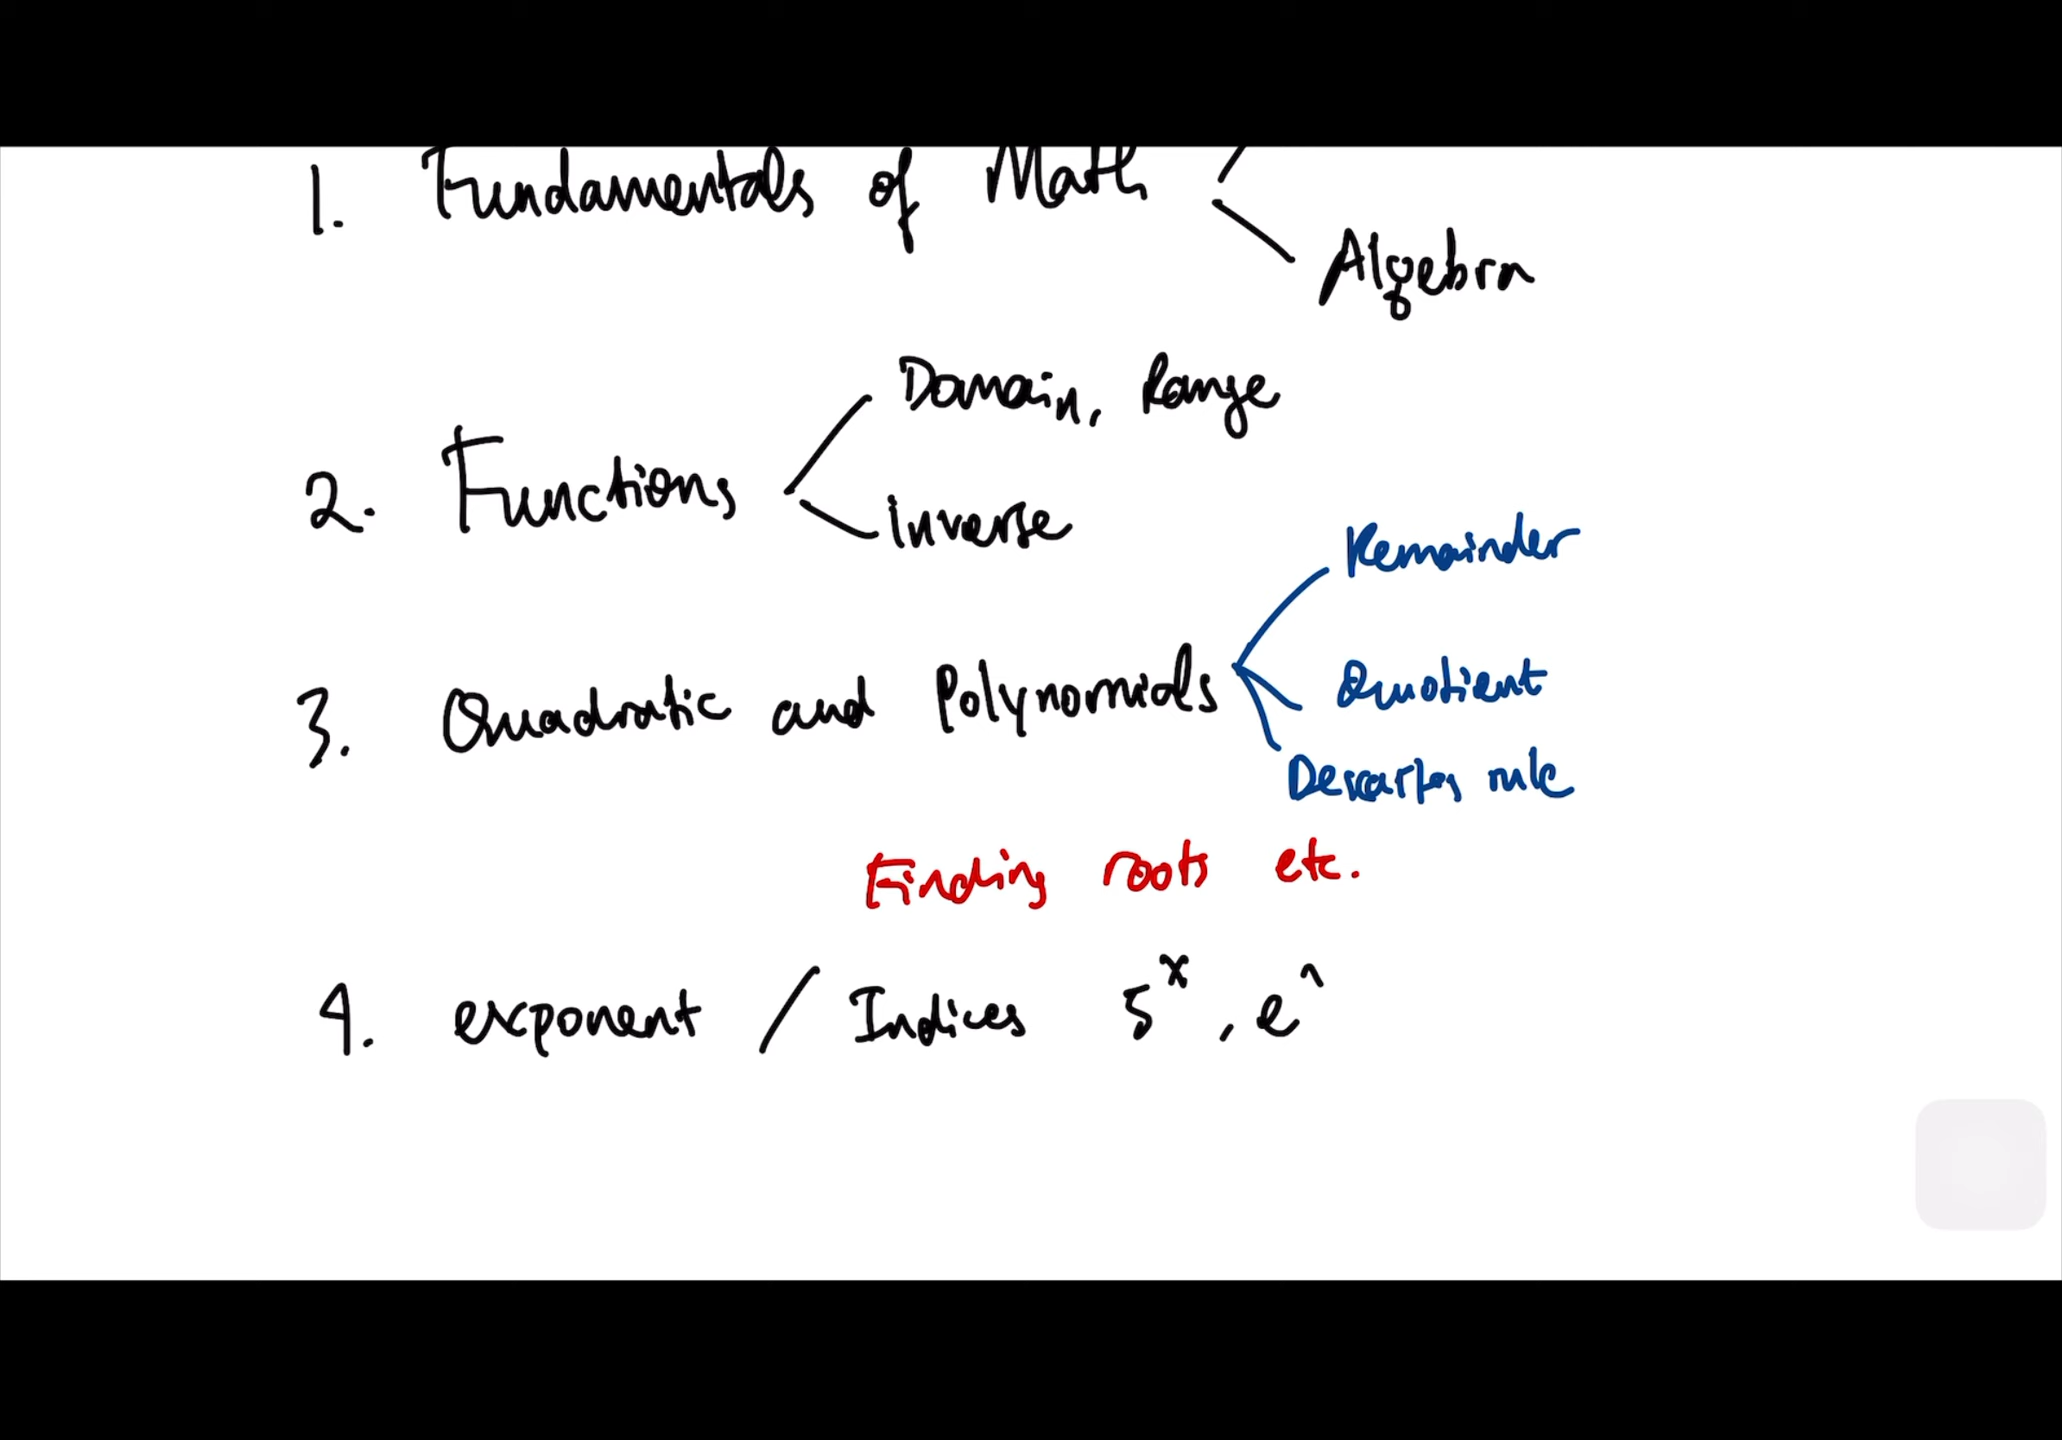 1. Fundamentals of Math
Algebra
2. Functions
Domain, Range
inverse
3. Quadratic and Polynomials
Remainder
Quotient
Descartes rule
Finding roots etc.
4. exponent / Indices 5^x, e^